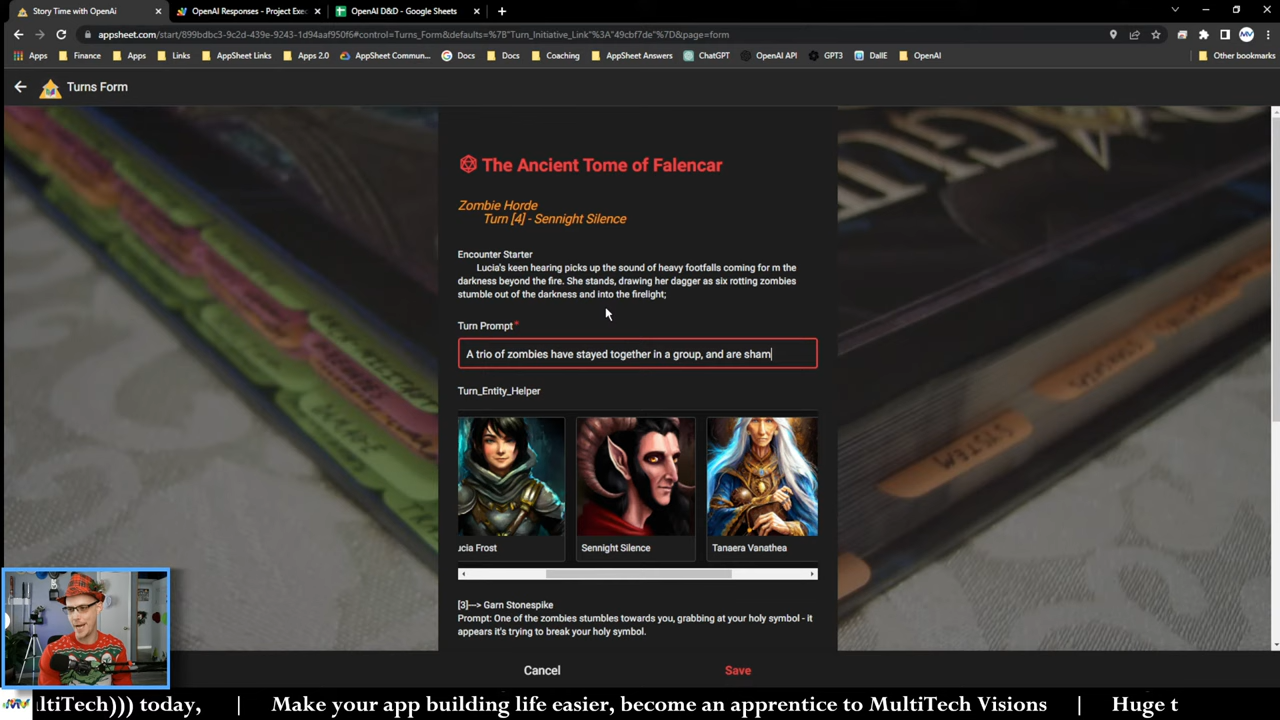 Story Time with OpenAi
OpenAI Responses - Project Exec
OpenAI D&D - Google Sheets
appsheet.com/start/899bdbc3-9c2d-439e-9243-1d94aaf950f6#control=Turns_Form&defaults=%7B"Turn_Initiative_Link"%3A"49cbf7de"%7D&page=form
Apps
Finance
Apps
Links
AppSheet Links
Apps 2.0
AppSheet Commun...
Docs
Docs
Coaching
AppSheet Answers
ChatGPT
OpenAI API
GPT3
DallE
OpenAI
Other bookmarks
Turns Form
The Ancient Tome of Falencar
Zombie Horde
Turn [4] - Sennight Silence
Encounter Starter
Lucia's keen hearing picks up the sound of heavy footfalls coming for m the
darkness beyond the fire. She stands, drawing her dagger as six rotting zombies
stumble out of the darkness and into the firelight;
Turn Prompt*
A trio of zombies have stayed together in a group, and are sham
Turn_Entity_Helper
ucia Frost
Sennight Silence
Tanaera Vanathea
[3]---> Garn Stonespike
Prompt: One of the zombies stumbles towards you, grabbing at your holy symbol - it
appears it's trying to break your holy symbol.
Cancel
Save
SYSTEM
MV
ltiTech))) today, | Make your app building life easier, become an apprentice to MultiTech Visions | Huge t